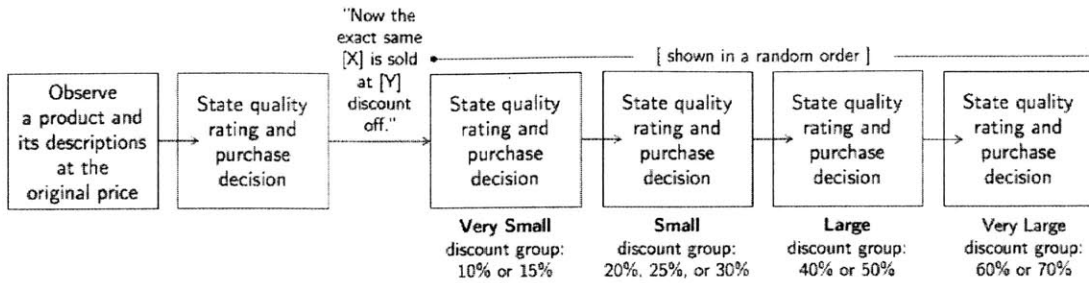 "Now the
exact same
[X] is sold
at [Y]
discount
off."
[ shown in a random order ]
Observe
a product and
its descriptions
at the
original price
State quality
rating and
purchase
decision
State quality
rating and
purchase
decision
Very Small
discount group:
10% or 15%
State quality
rating and
purchase
decision
Small
discount group:
20%, 25%, or 30%
State quality
rating and
purchase
decision
Large
discount group:
40% or 50%
State quality
rating and
purchase
decision
Very Large
discount group:
60% or 70%